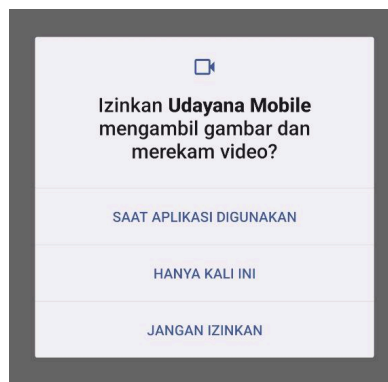 Izinkan Udayana Mobile
mengambil gambar dan
merekam video?
SAAT APLIKASI DIGUNAKAN
HANYA KALI INI
JANGAN IZINKAN